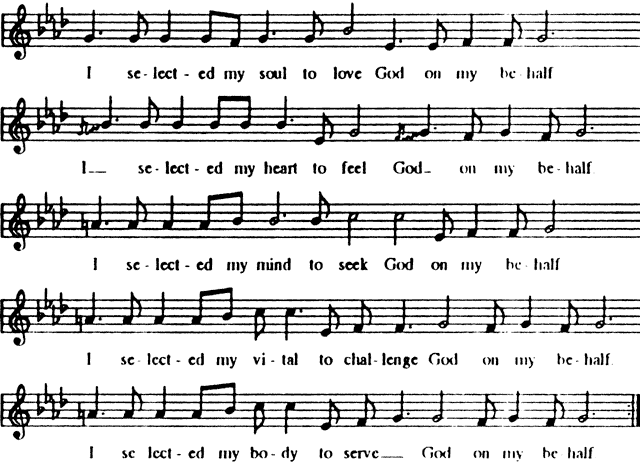 I se-lect-ed my soul to love God on my be-half
I__ se-lect-ed my heart to feel God_ on my be-half.
I se-lect-ed my mind to seek God on my be-half
I se-lect-ed my vi-tal to chal-lenge God on my be-half.
I se lect-ed my bo-dy to serve__ God on my be half